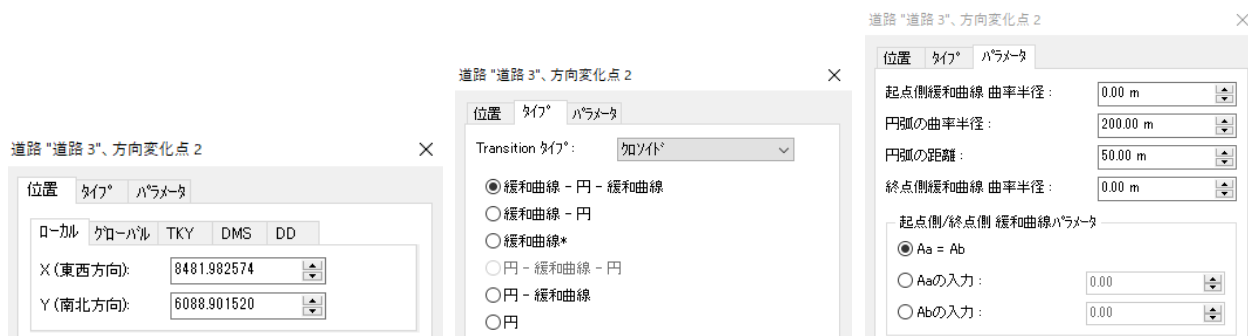 道路 "道路 3"、方向変化点 2
位置 タイプ パラメータ
ローカル グローバル TKY DMS DD
X (東西方向): 8481.982574
Y (南北方向): 6088.901520
道路 "道路 3"、方向変化点 2
位置 タイプ パラメータ
Transition タイプ: クロソイド
緩和曲線 - 円 - 緩和曲線
緩和曲線 - 円
緩和曲線*
円 - 緩和曲線 - 円
円 - 緩和曲線
円
道路 "道路 3"、方向変化点 2
位置 タイプ パラメータ
起点側緩和曲線 曲率半径: 0.00 m
円弧の曲率半径: 200.00 m
円弧の距離: 50.00 m
終点側緩和曲線 曲率半径: 0.00 m
起点側/終点側 緩和曲線パラメータ
Aa = Ab
Aaの入力: 0.00
Abの入力: 0.00